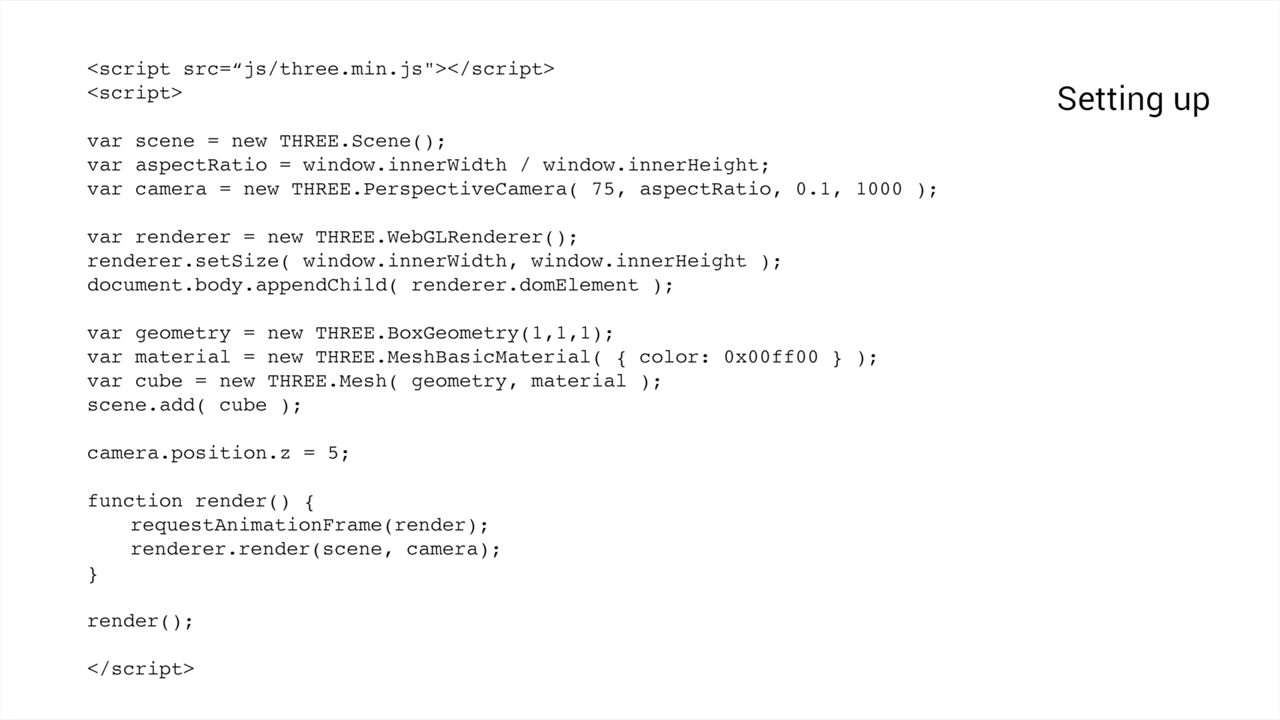 <script src=“js/three.min.js"></script>
<script>
Setting up
var scene = new THREE.Scene();
var aspectRatio = window.innerWidth / window.innerHeight;
var camera = new THREE.PerspectiveCamera( 75, aspectRatio, 0.1, 1000 );
var renderer = new THREE.WebGLRenderer();
renderer.setSize( window.innerWidth, window.innerHeight );
document.body.appendChild( renderer.domElement );
var geometry = new THREE.BoxGeometry(1,1,1);
var material = new THREE.MeshBasicMaterial( { color: 0x00ff00 } );
var cube = new THREE.Mesh( geometry, material );
scene.add( cube );
camera.position.z = 5;
function render() {
requestAnimationFrame(render);
renderer.render(scene, camera);
}
render();
</script>